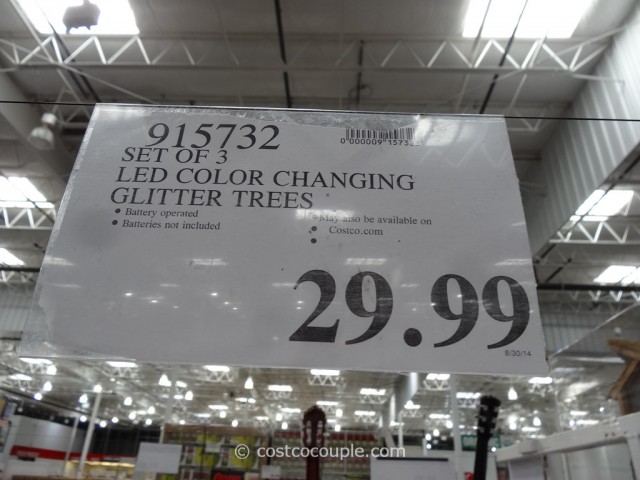 915732
SET OF 3
LED COLOR CHANGING
GLITTER TREES
• Battery operated
• Batteries not included
• May also be available on
• Costco.com
•
29.99
8/30/14
© costcocouple.com